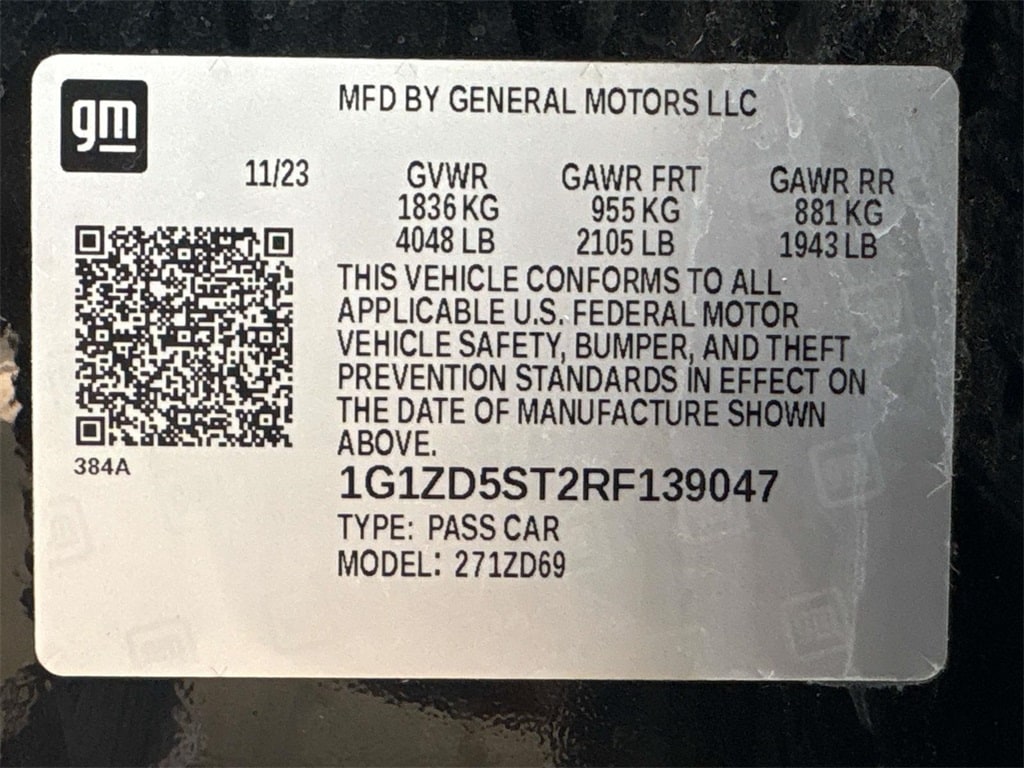 gm
MFD BY GENERAL MOTORS LLC
11/23 GVWR GAWR FRT GAWR RR
1836 KG 955 KG 881 KG
4048 LB 2105 LB 1943 LB
THIS VEHICLE CONFORMS TO ALL
APPLICABLE U.S. FEDERAL MOTOR
VEHICLE SAFETY, BUMPER, AND THEFT
PREVENTION STANDARDS IN EFFECT ON
THE DATE OF MANUFACTURE SHOWN
ABOVE.
384A
1G1ZD5ST2RF139047
TYPE: PASS CAR
MODEL: 271ZD69